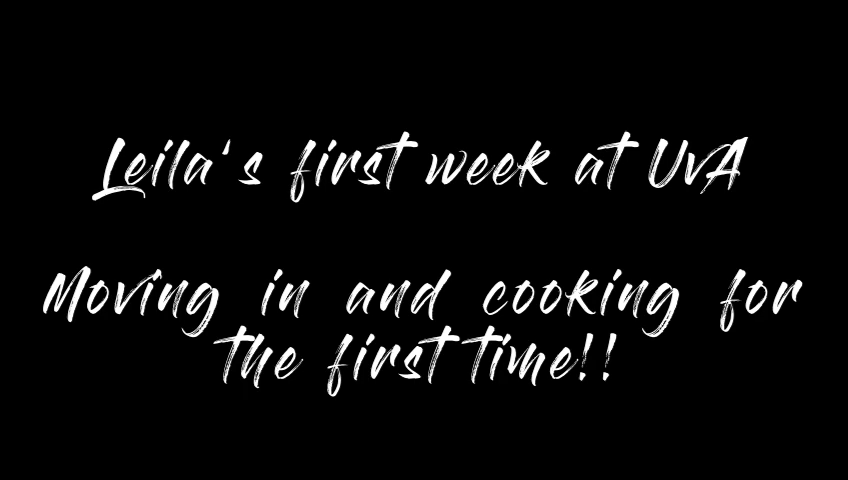 Leila's first week at UvA
Moving in and cooking for
the first time!!